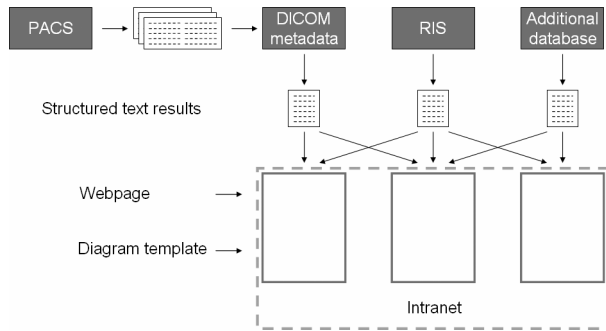 PACS
DICOM
metadata
RIS
Additional
database
Structured text results
Webpage
Diagram template
Intranet